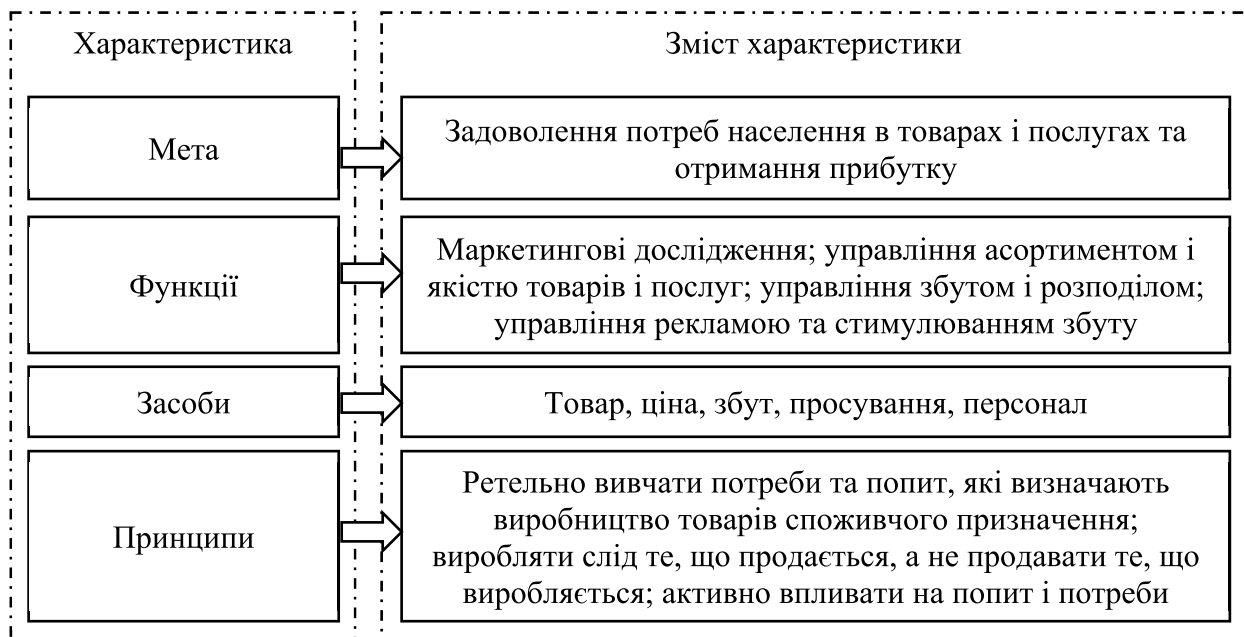 Характеристика
Зміст характеристики
Мета
Задоволення потреб населення в товарах і послугах та
отримання прибутку
Функції
Маркетингові дослідження; управління асортиментом і
якістю товарів і послуг; управління збутом і розподілом;
управління рекламою та стимулюванням збуту
Засоби
Товар, ціна, збут, просування, персонал
Принципи
Ретельно вивчати потреби та попит, які визначають
виробництво товарів споживчого призначення;
виробляти слід те, що продається, а не продавати те, що
виробляється; активно впливати на попит і потреби